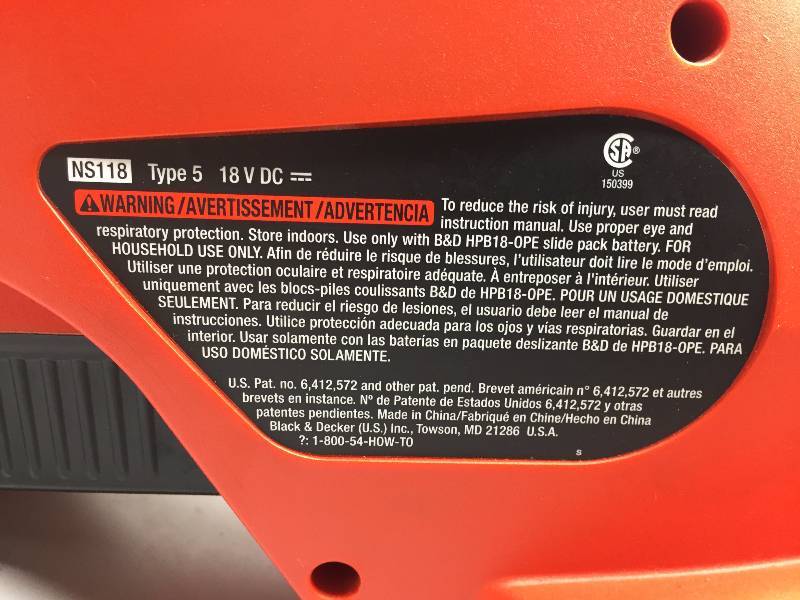 NS118 Type 5 18 V DC
SA®
US
150399
WARNING/AVERTISSEMENT/ADVERTENCIA To reduce the risk of injury, user must read
instruction manual. Use proper eye and
respiratory protection. Store indoors. Use only with B&D HPB18-OPE slide pack battery. FOR
HOUSEHOLD USE ONLY. Afin de réduire le risque de blessures, l'utilisateur doit lire le mode d'emploi.
Utiliser une protection oculaire et respiratoire adéquate. À entreposer à l'intérieur. Utiliser
uniquement avec les blocs-piles coulissants B&D de HPB18-OPE. POUR UN USAGE DOMESTIQUE
SEULEMENT. Para reducir el riesgo de lesiones, el usuario debe leer el manual de
instrucciones. Utilice protección adecuada para los ojos y vías respiratorias. Guardar en el
interior. Usar solamente con las baterías en paquete deslizante B&D de HPB18-OPE. PARA
USO DOMÉSTICO SOLAMENTE.
U.S. Pat. no. 6,412,572 and other pat. pend. Brevet américain n° 6,412,572 et autres
brevets en instance. Nº de Patente de Estados Unidos 6,412,572 y otras
patentes pendientes. Made in China/Fabriqué en Chine/Hecho en China
Black & Decker (U.S.) Inc., Towson, MD 21286 U.S.A.
?: 1-800-54-HOW-TO
S